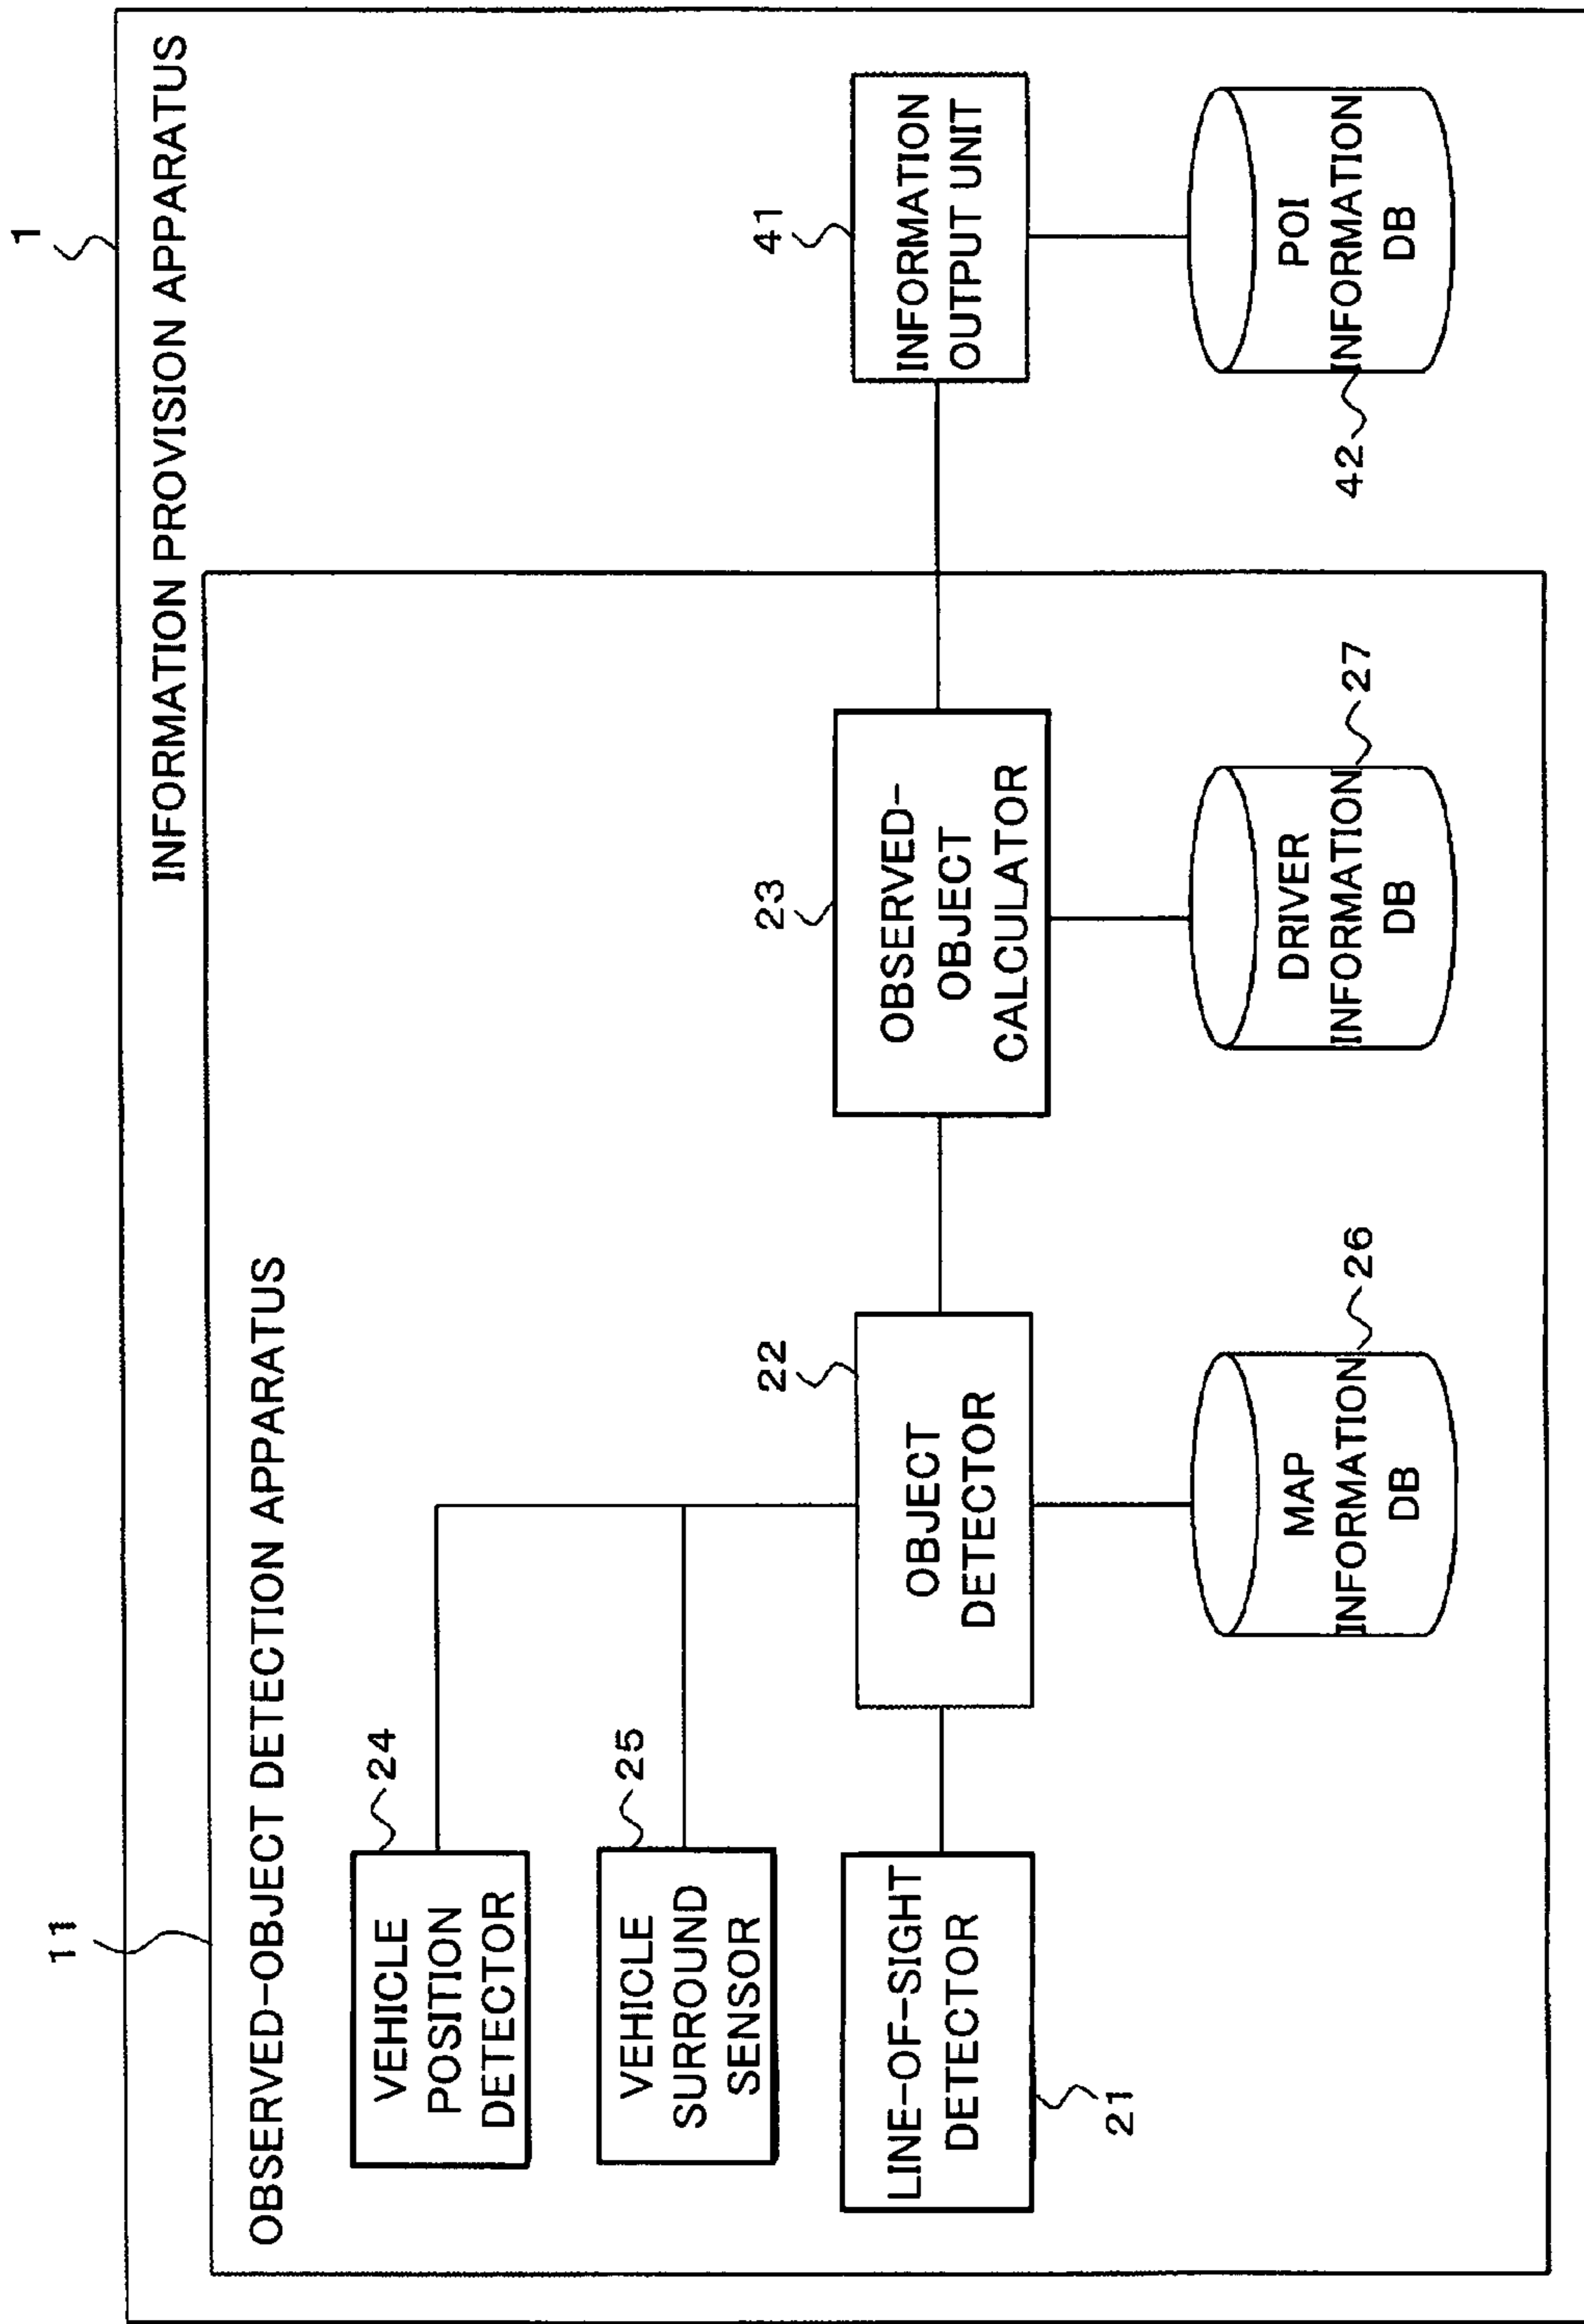 1
INFORMATION PROVISION APPARATUS
11
OBSERVED-OBJECT DETECTION APPARATUS
24
VEHICLE
POSITION
DETECTOR
25
VEHICLE
SURROUND
SENSOR
LINE-OF-SIGHT
DETECTOR
21
22
OBJECT
DETECTOR
MAP
INFORMATION
DB
26
23
OBSERVED-
OBJECT
CALCULATOR
DRIVER
INFORMATION
DB
27
41
INFORMATION
OUTPUT UNIT
POI
INFORMATION
DB
42